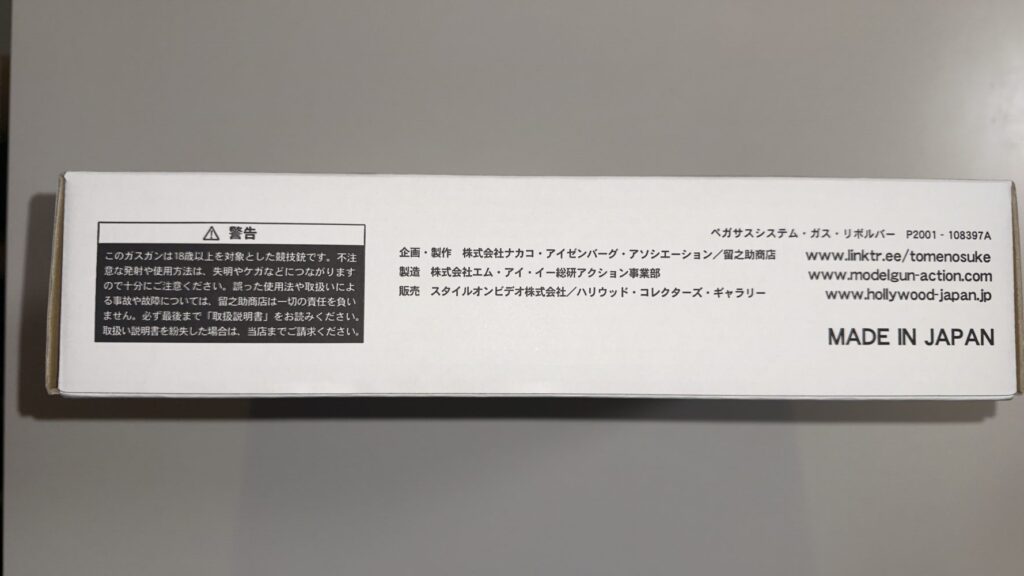 ⚠ 警告
このガスガンは18歳以上を対象とした競技銃です。不注
意な発射や使用方法は、失明やケガなどにつながります
ので十分にご注意ください。誤った使用法や取扱いによ
る事故や故障については、留之助商店は一切の責任を負い
ません。必ず最後まで「取扱説明書」をお読みください。
取扱い説明書を紛失した場合は、当店までご請求ください。
ペガサスシステム・ガス・リボルバー P2001 - 108397A
企画・製作 株式会社ナカコ・アイゼンバーグ・アソシエーション／留之助商店
製造 株式会社エム・アイ・イー総研アクション事業部
販売 スタイルオンビデオ株式会社／ハリウッド・コレクターズ・ギャラリー
www.linktr.ee/tomenosuke
www.modelgun-action.com
www.hollywood-japan.jp
MADE IN JAPAN